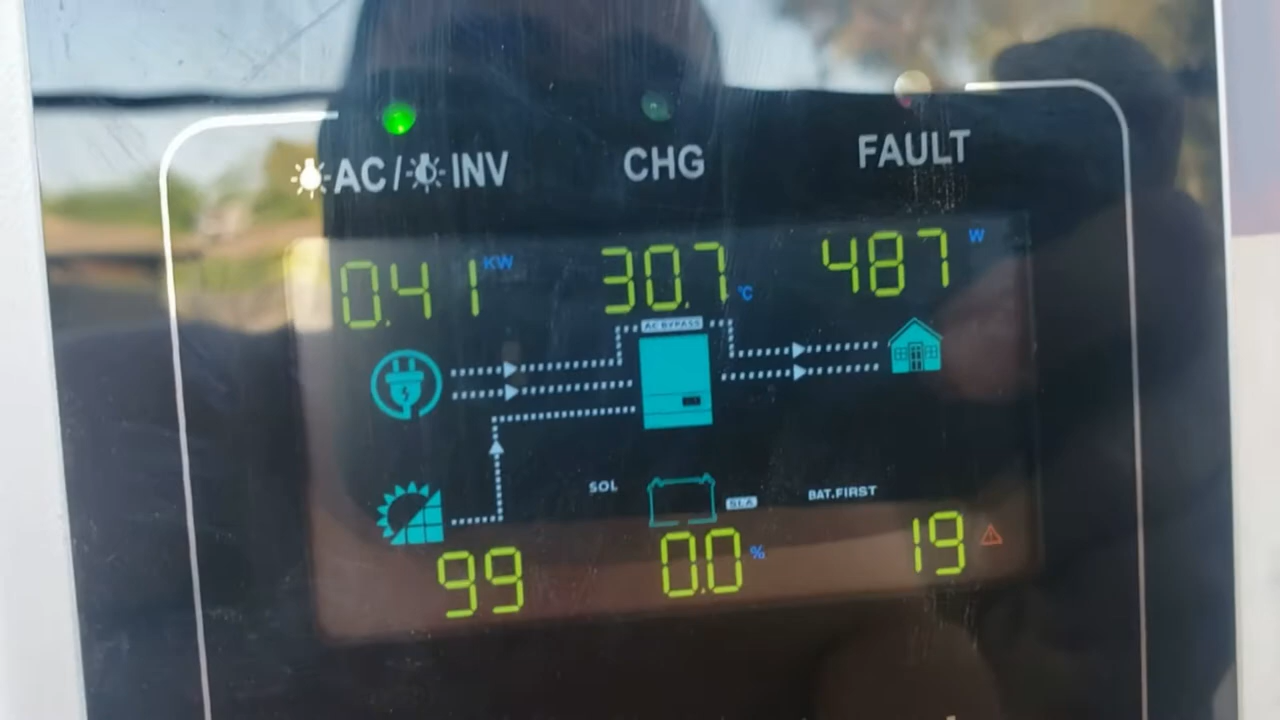 AC/ INV CHG FAULT
0.41 KW 30.7 °C 487 W
AC BYPASS
SOL SLA BAT.FIRST
99 0.0 % 19